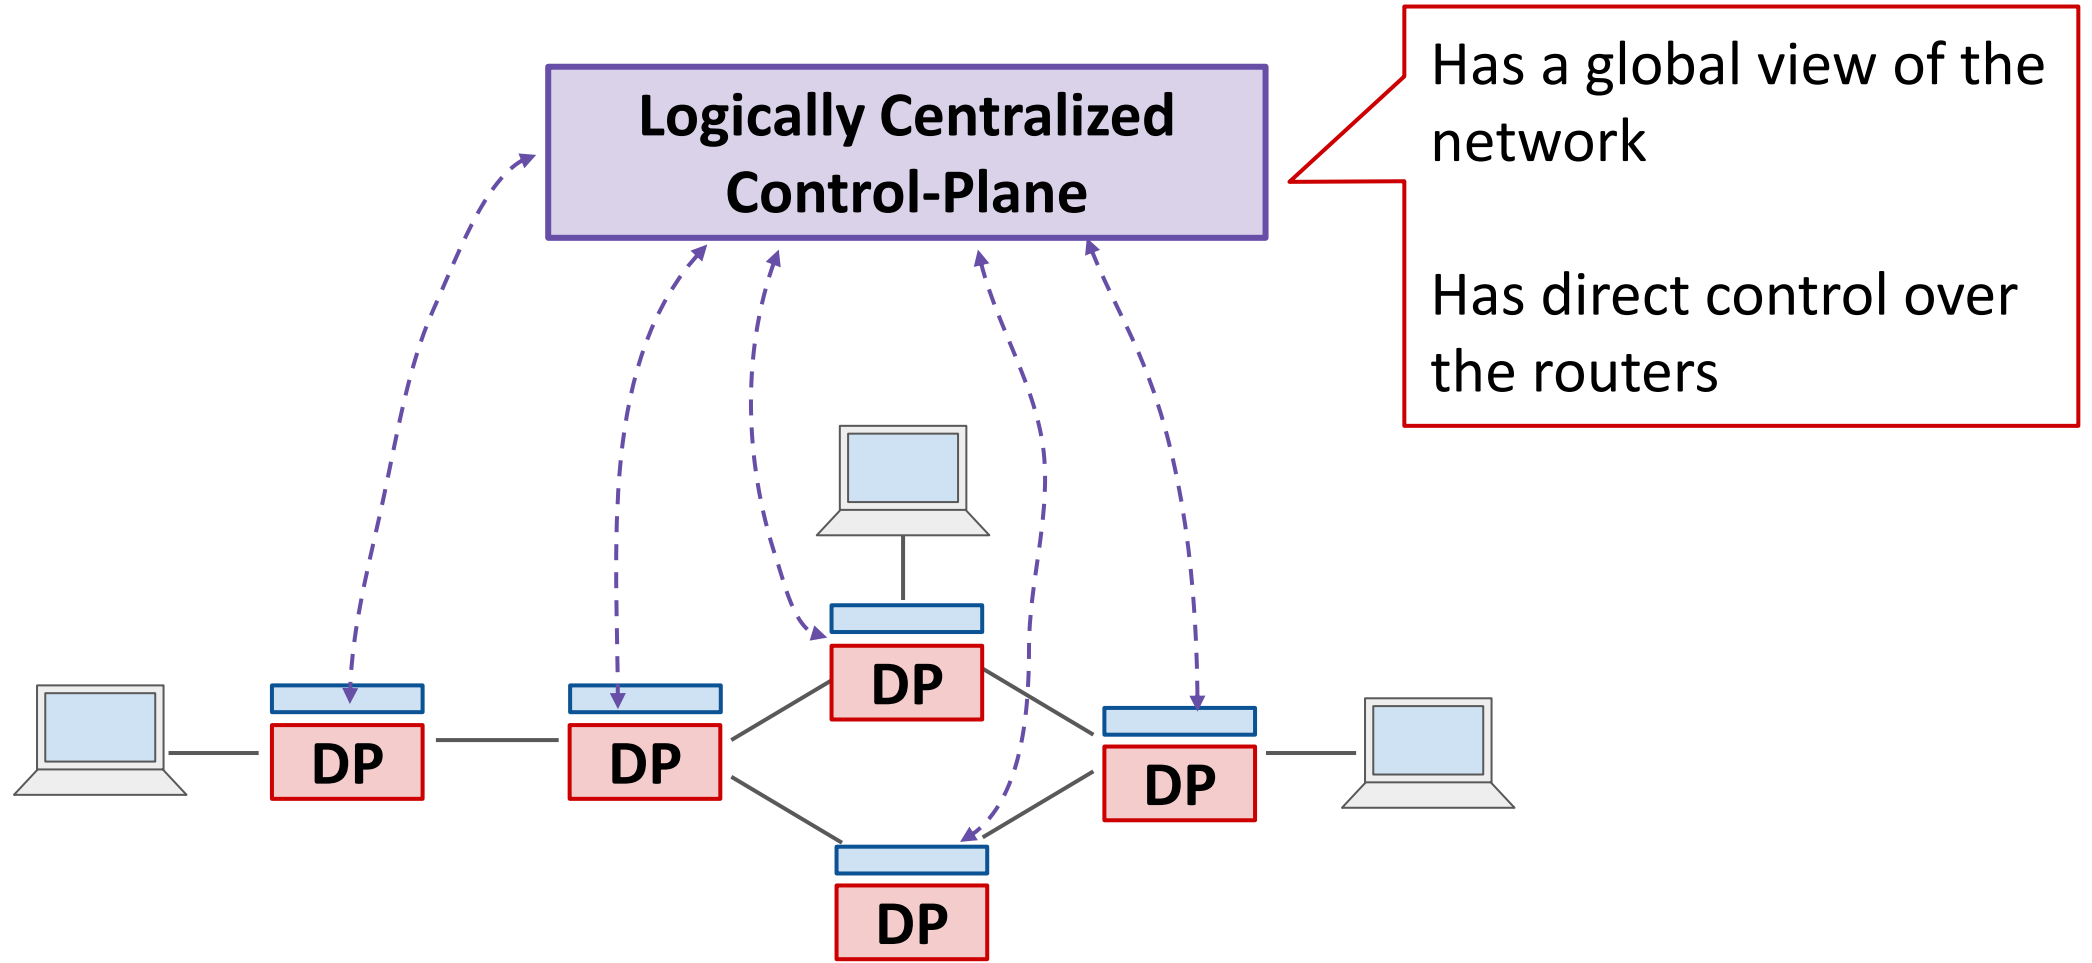 Logically Centralized
Control-Plane
Has a global view of the
network
Has direct control over
the routers
DP
DP
DP
DP
DP